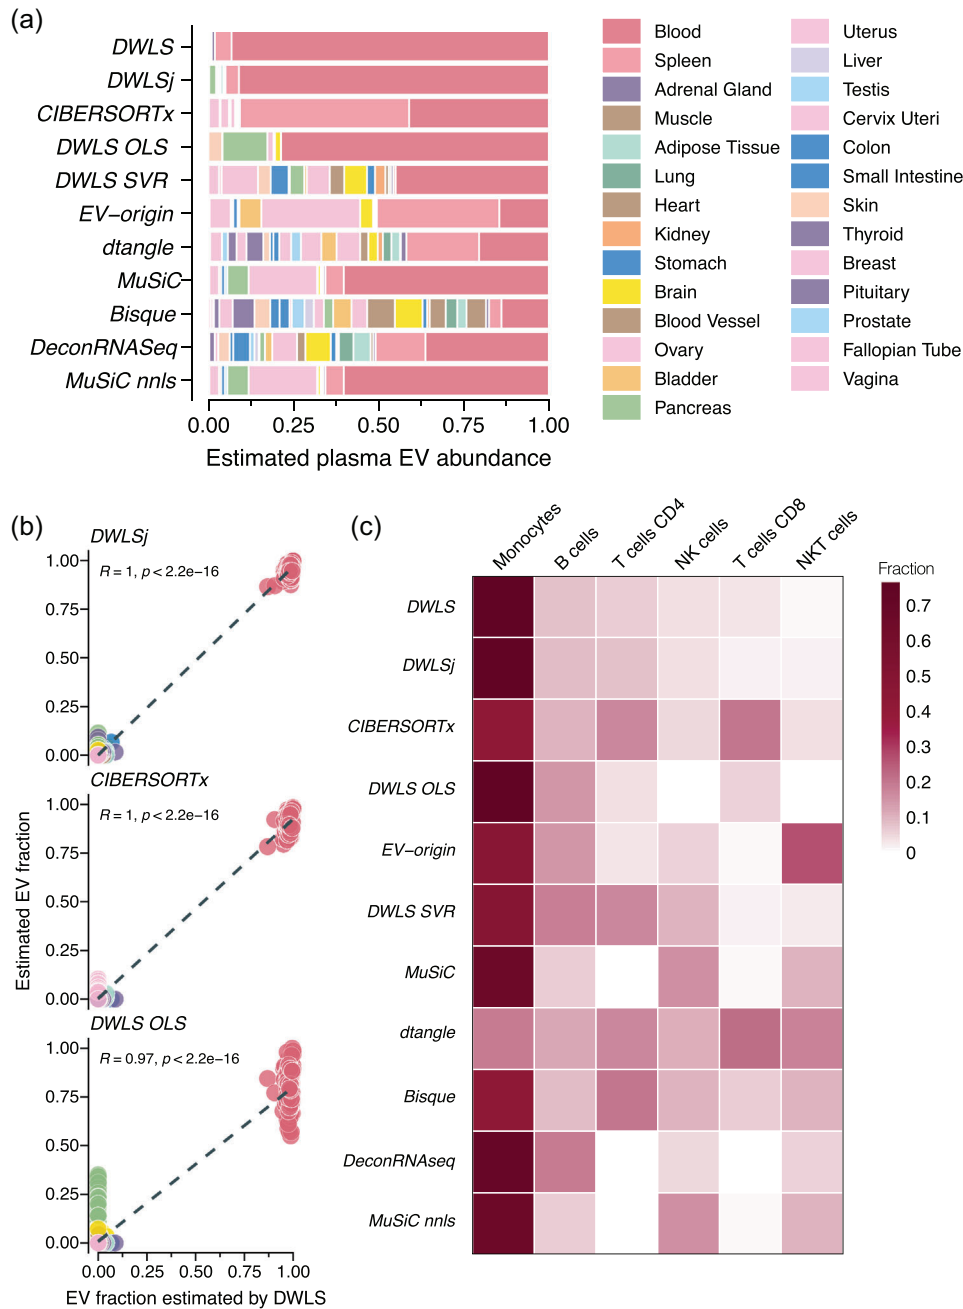 (a)
DWLS
DWLSj
CIBERSORTx
DWLS OLS
DWLS SVR
EV−origin
dtangle
MuSiC
Bisque
DeconRNASeq
MuSiC nnls
0.00 0.25 0.50 0.75 1.00
Estimated plasma EV abundance
Blood
Spleen
Adrenal Gland
Muscle
Adipose Tissue
Lung
Heart
Kidney
Stomach
Brain
Blood Vessel
Ovary
Bladder
Pancreas
Uterus
Liver
Testis
Cervix Uteri
Colon
Small Intestine
Skin
Thyroid
Breast
Pituitary
Prostate
Fallopian Tube
Vagina
(b)
DWLSj
R = 1, p < 2.2e−16
1.00
0.75
0.50
0.25
0.00
CIBERSORTx
R = 1, p < 2.2e−16
1.00
0.75
0.50
0.25
0.00
DWLS OLS
R = 0.97, p < 2.2e−16
1.00
0.75
0.50
0.25
0.00
Estimated EV fraction
0.00 0.25 0.50 0.75 1.00
EV fraction estimated by DWLS
(c)
Monocytes
B cells
T cells CD4
NK cells
T cells CD8
NKT cells
DWLS
DWLSj
CIBERSORTx
DWLS OLS
EV−origin
DWLS SVR
MuSiC
dtangle
Bisque
DeconRNAseq
MuSiC nnls
Fraction
0.7
0.6
0.5
0.4
0.3
0.2
0.1
0